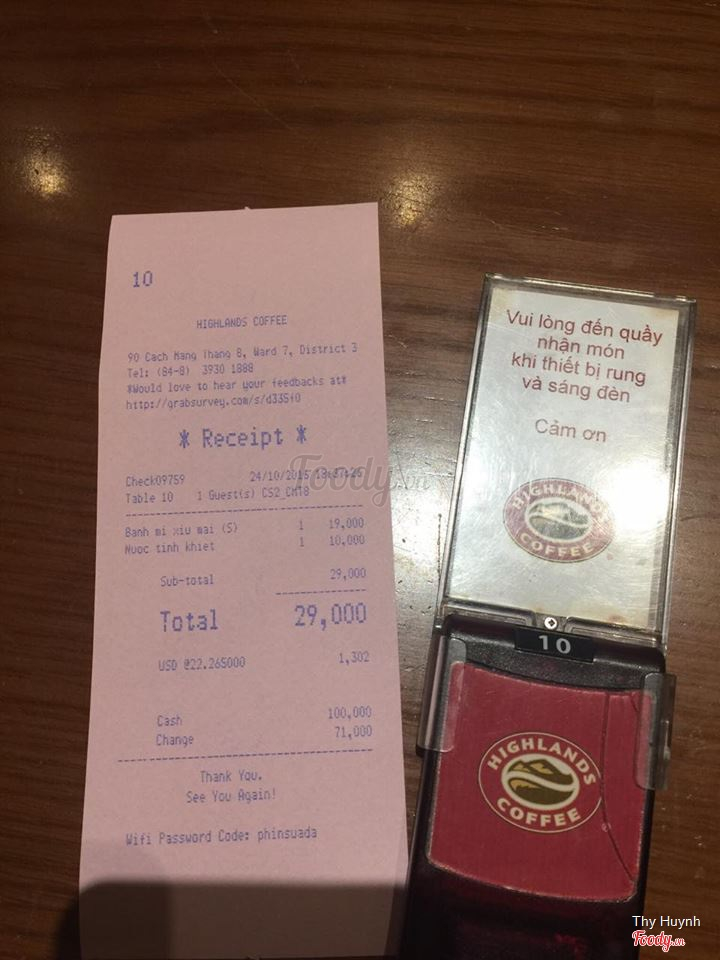 10
HIGHLANDS COFFEE
90 Cach Mang Thang 8, Ward 7, District 3
Tel: (84-8) 3930 1888
*Would love to hear your feedbacks at*
http://grabsurvey.com/s/d335f0
* Receipt *
Check09759 24/10/2015
Table 10 1 Guest(s) CS2_CMT8
Banh mi xiu mai (S) 1 19,000
Nuoc tinh khiet 1 10,000
Sub-total 29,000
Total 29,000
USD @22.265000 1,302
Cash 100,000
Change 71,000
Thank You.
See You Again!
Wifi Password Code: phinsuada
Vui lòng đến quầy
nhận món
khi thiết bị rung
và sáng đèn
Cảm ơn
HIGHLANDS
COFFEE
10
HIGHLANDS
COFFEE
Foody.vn
Thy Huynh
Foody.vn